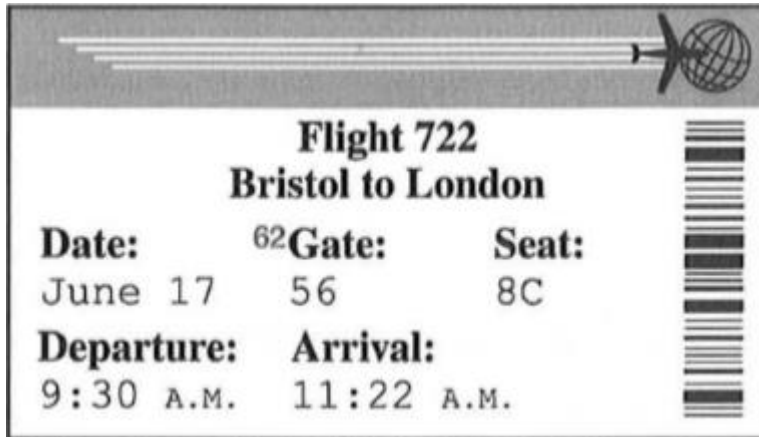 Flight 722
Bristol to London
Date: 62Gate: Seat:
June 17 56 8C
Departure: Arrival:
9:30 A.M. 11:22 A.M.